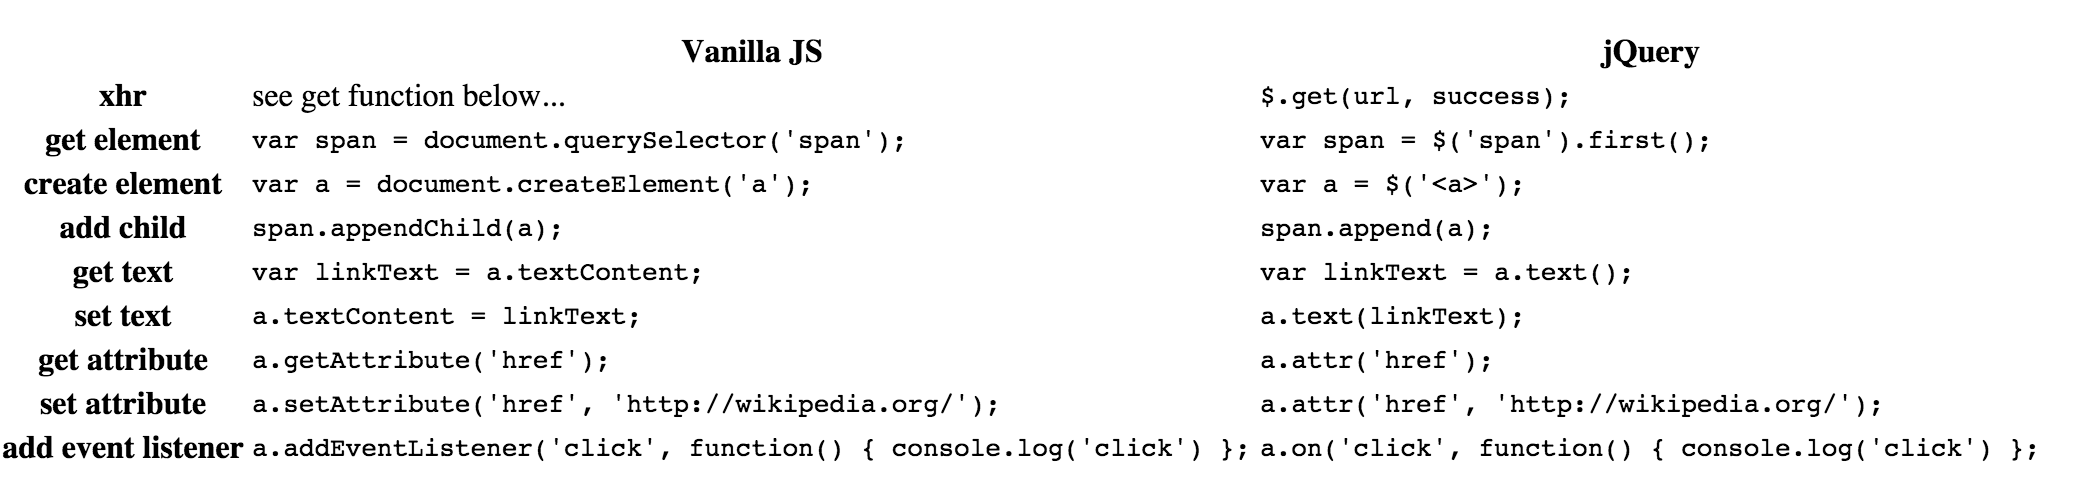 Vanilla JS jQuery
xhr see get function below... $.get(url, success);
get element var span = document.querySelector('span'); var span = $('span').first();
create element var a = document.createElement('a'); var a = $('<a>');
add child span.appendChild(a); span.append(a);
get text var linkText = a.textContent; var linkText = a.text();
set text a.textContent = linkText; a.text(linkText);
get attribute a.getAttribute('href'); a.attr('href');
set attribute a.setAttribute('href', 'http://wikipedia.org/'); a.attr('href', 'http://wikipedia.org/');
add event listener a.addEventListener('click', function() { console.log('click') }; a.on('click', function() { console.log('click') };